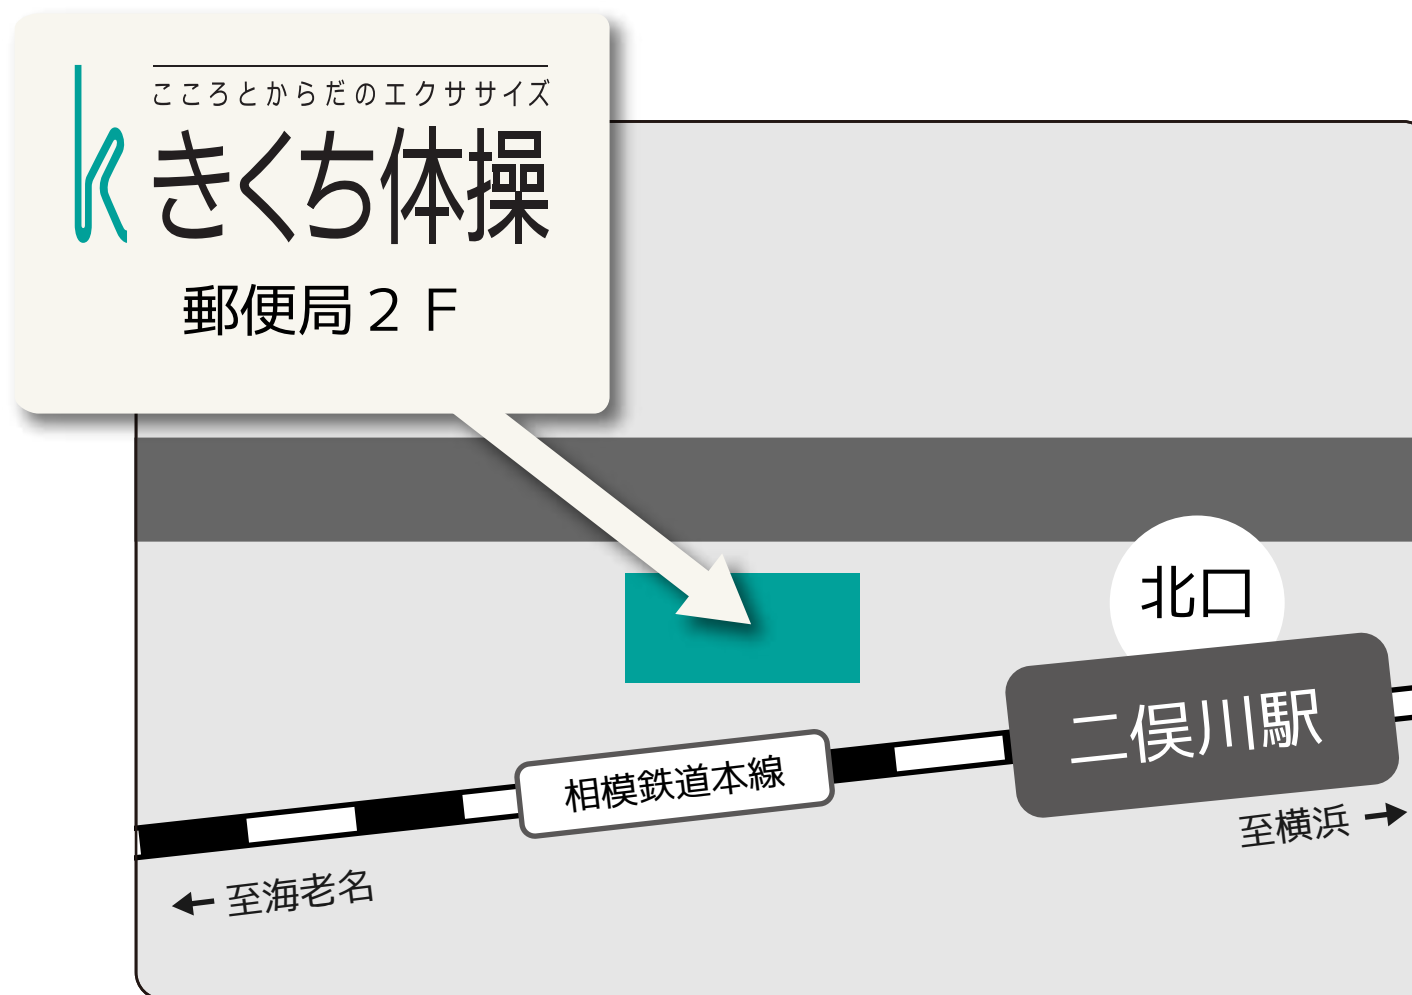 こころとからだのエクササイズ
きくち体操
郵便局２Ｆ
北口
二俣川駅
相模鉄道本線
至横浜
至海老名